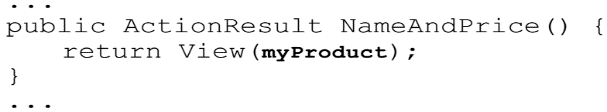 ...
public ActionResult NameAndPrice() {
    return View(myProduct);
}
...